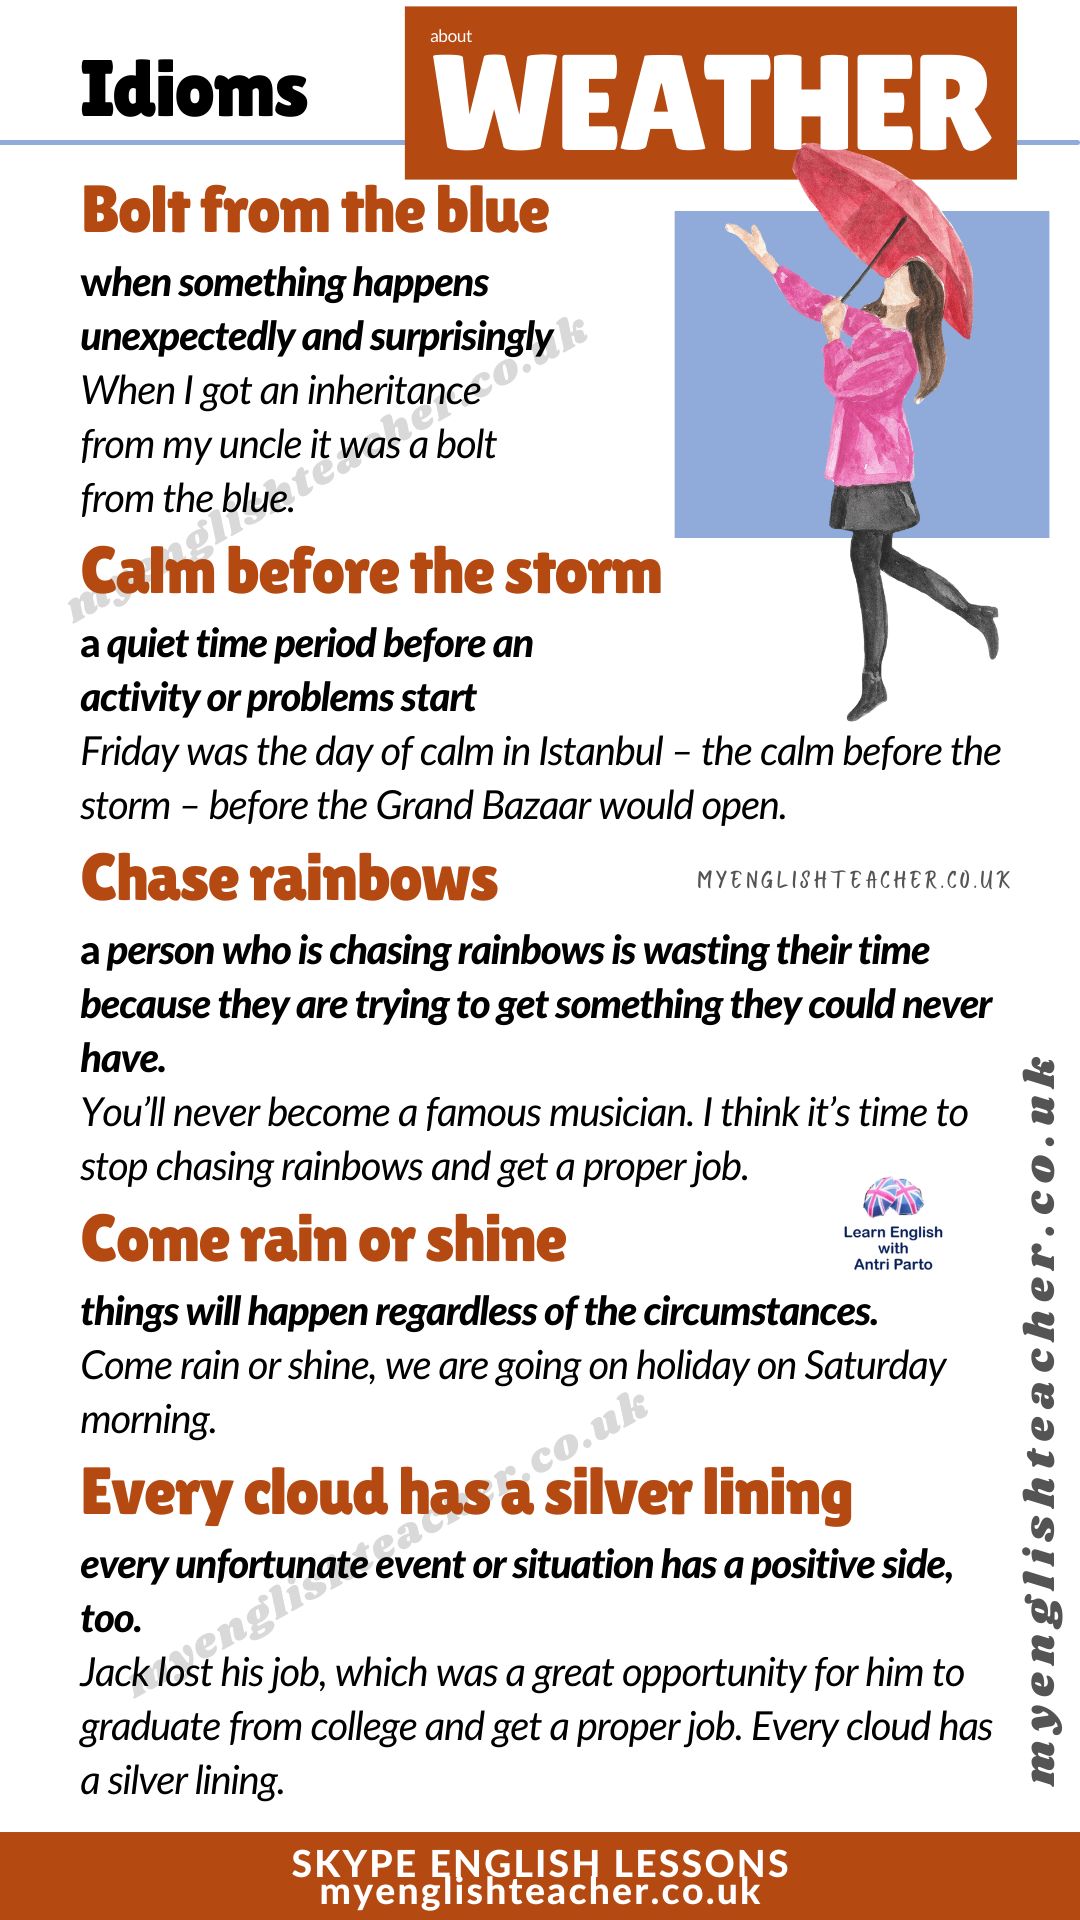 Idioms
about
WEATHER
Bolt from the blue
when something happens
unexpectedly and surprisingly
When I got an inheritance
from my uncle it was a bolt
from the blue.
myenglishteacher.co.uk
Calm before the storm
a quiet time period before an
activity or problems start
Friday was the day of calm in Istanbul – the calm before the
storm – before the Grand Bazaar would open.
Chase rainbows
MYENGLISHTEACHER.CO.UK
a person who is chasing rainbows is wasting their time
because they are trying to get something they could never
have.
You’ll never become a famous musician. I think it’s time to
stop chasing rainbows and get a proper job.
Learn English
with
Antri Parto
Come rain or shine
things will happen regardless of the circumstances.
Come rain or shine, we are going on holiday on Saturday
morning.
myenglishteacher.co.uk
Every cloud has a silver lining
every unfortunate event or situation has a positive side,
too.
Jack lost his job, which was a great opportunity for him to
graduate from college and get a proper job. Every cloud has
a silver lining.
myenglishteacher.co.uk
SKYPE ENGLISH LESSONS
myenglishteacher.co.uk